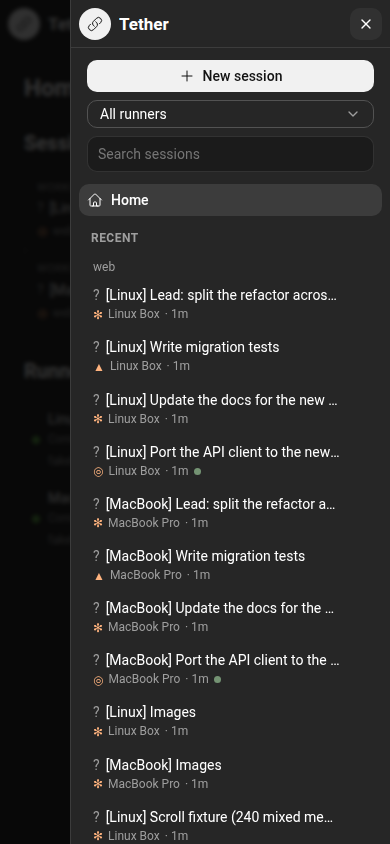 Tether
New session
All runners
Search sessions
Home
RECENT
web
? [Linux] Lead: split the refactor acros…
Linux Box · 1m
? [Linux] Write migration tests
Linux Box · 1m
? [Linux] Update the docs for the new …
Linux Box · 1m
? [Linux] Port the API client to the new…
Linux Box · 1m
? [MacBook] Lead: split the refactor a…
MacBook Pro · 1m
? [MacBook] Write migration tests
MacBook Pro · 1m
? [MacBook] Update the docs for the …
MacBook Pro · 1m
? [MacBook] Port the API client to the …
MacBook Pro · 1m
? [Linux] Images
Linux Box · 1m
? [MacBook] Images
MacBook Pro · 1m
? [Linux] Scroll fixture (240 mixed me…
Linux Box · 1m